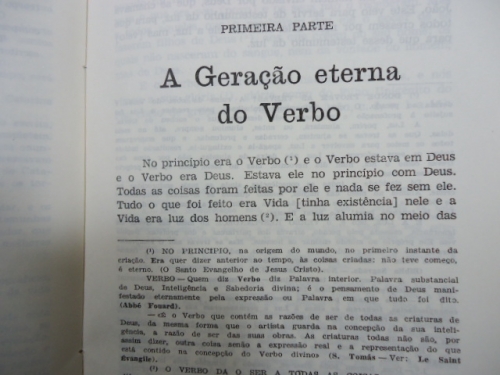 PRIMEIRA PARTE
A Geração eterna
do Verbo
No princípio era o Verbo (¹) e o Verbo estava em Deus
e o Verbo era Deus. Estava ele no princípio com Deus.
Todas as coisas foram feitas por ele e nada se fez sem ele.
Tudo o que foi feito era Vida [tinha existência] nele e a
Vida era luz dos homens (²). E a luz alumia no meio das
(¹) NO PRINCIPIO, na origem do mundo, no primeiro instante da
criação. Era quer dizer anterior ao tempo, às coisas criadas: não teve começo,
é eterno. (O Santo Evangelho de Jesus Cristo).
VERBO — Quem diz Verbo diz Palavra interior. Palavra substancial
de Deus, Inteligência e Sabedoria divina; é o pensamento de Deus mani-
festado eternamente pela expressão ou Palavra em que tudo foi dito.
(Abbé Fouard).
—«É o Verbo que contém as razões de ser de todas as criaturas de
Deus, da mesma forma que o artista guarda na concepção da sua inteli-
gência, a razão de ser das suas obras. As criaturas todas não são, por
assim dizer, outra coisa senão a expressão real e a representação do que
está contido na concepção do Verbo divino» (S. Tomás — Ver: Le Saint
Evangile).
(²) O VERBO DA O SER A TODAS AS